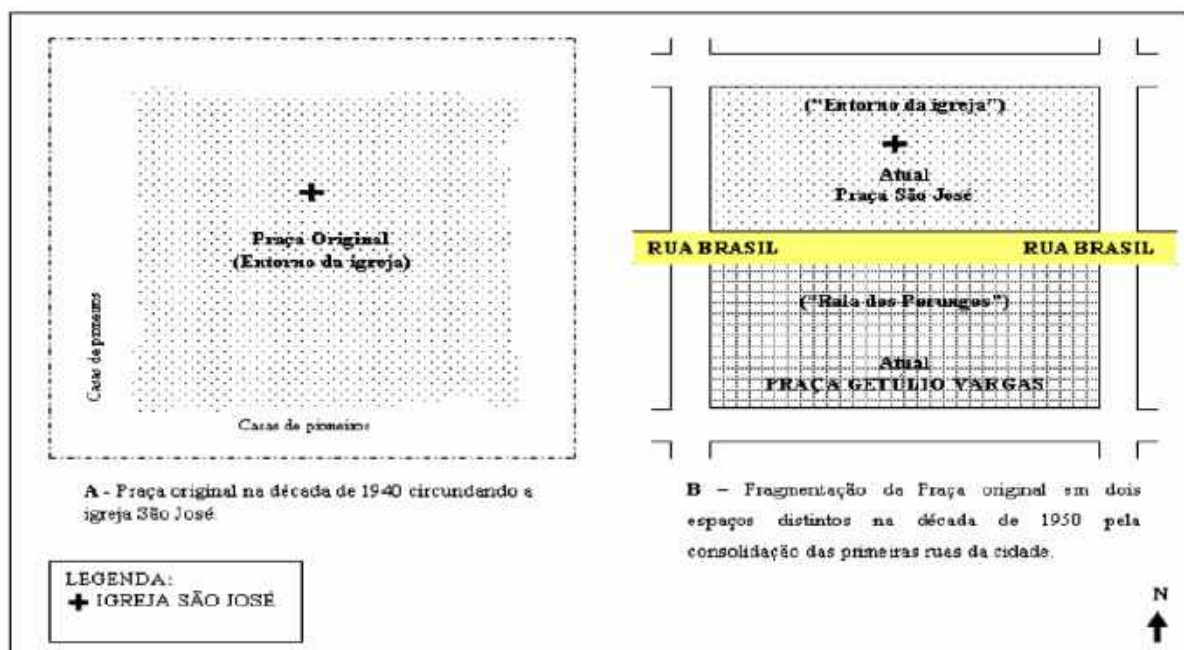 Praça Original
(Entorno da igreja)
Casas de pioneiros
Casas de pioneiros
A - Praça original na década de 1940 circundando a
igreja São José.
("Entorno da igreja")
Atual
Praça São José
RUA BRASIL RUA BRASIL
("Raia dos Porungos")
Atual
PRAÇA GETÚLIO VARGAS
B – Fragmentação da Praça original em dois
espaços distintos na década de 1950 pela
consolidação das primeiras ruas da cidade.
LEGENDA:
IGREJA SÃO JOSÉ
N